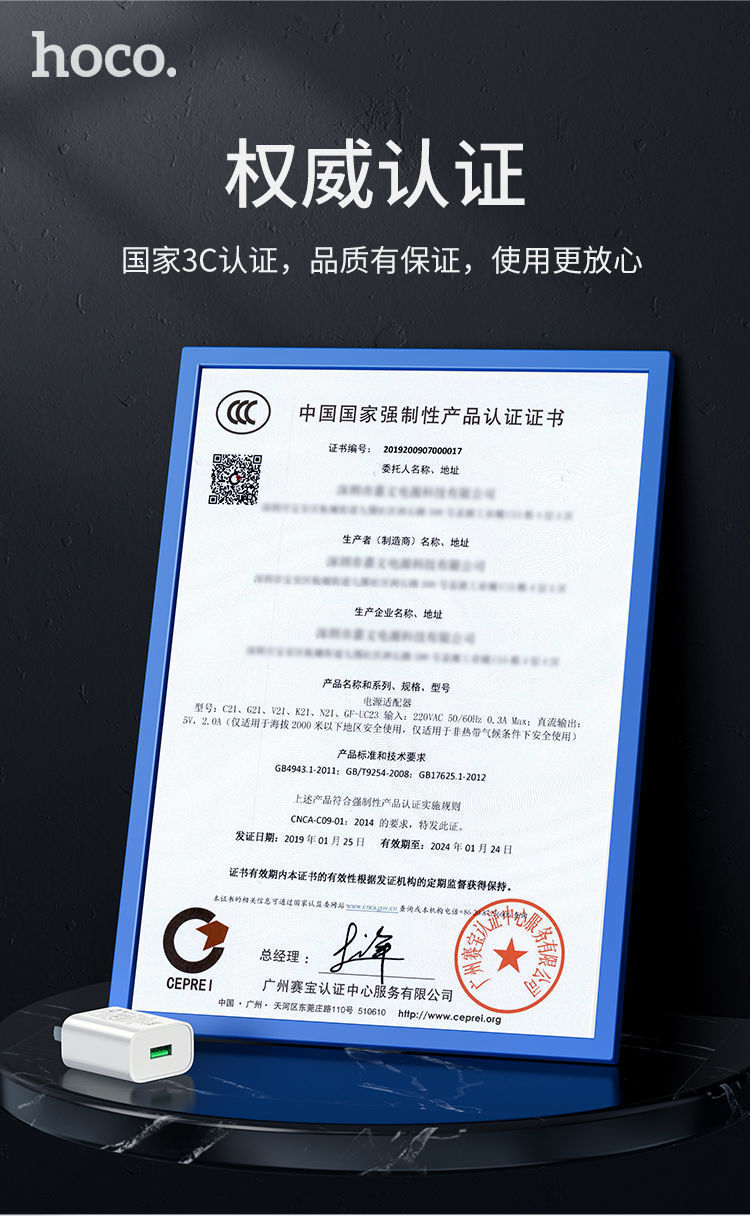 hoco.
权威认证
国家3C认证，品质有保证，使用更放心
CCC
中国国家强制性产品认证证书
证书编号： 2019200907000017
委托人名称、地址
生产者（制造商）名称、地址
生产企业名称、地址
产品名称和系列、规格、型号
电源适配器
型号：C21、G21、V21、K21、N21、GF-UC23 输入：220VAC 50/60Hz 0.3A Max；直流输出：
5V，2.0A（仅适用于海拔 2000 米以下地区安全使用，仅适用于非热带气候条件下安全使用）
产品标准和技术要求
GB4943.1-2011；GB/T9254-2008；GB17625.1-2012
上述产品符合强制性产品认证实施规则
CNCA-C09-01：2014 的要求，特发此证。
发证日期：2019 年 01 月 25 日 有效期至：2024 年 01 月 24 日
证书有效期内本证书的有效性根据发证机构的定期监督获得保持。
本证书的相关信息可通过国家认监委网站 www.cnca.gov.cn 查询或本机构电话
CEPREI
总经理：
广州赛宝认证中心服务有限公司
广州赛宝认证中心服务有限公司
中国·广州·天河区东莞庄路110号 510610 http://www.ceprei.org